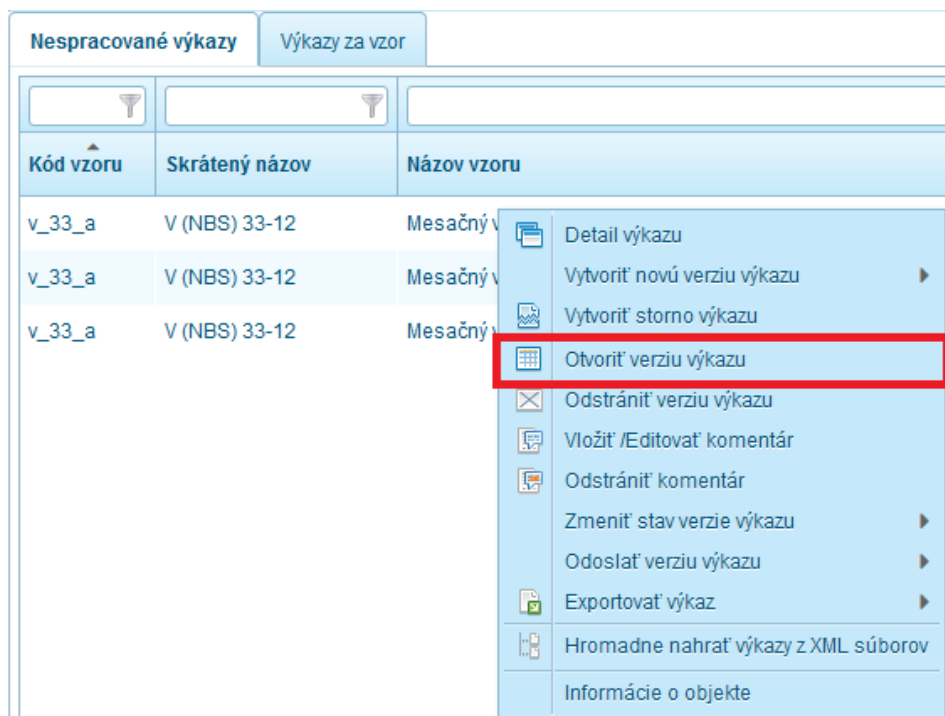 Nespracované výkazy Výkazy za vzor
Kód vzoru Skrátený názov Názov vzoru
v_33_a V (NBS) 33-12 Mesačný v
v_33_a V (NBS) 33-12 Mesačný v
v_33_a V (NBS) 33-12 Mesačný v
Detail výkazu
Vytvoriť novú verziu výkazu
Vytvoriť storno výkazu
Otvoriť verziu výkazu
Odstrániť verziu výkazu
Vložiť /Editovať komentár
Odstrániť komentár
Zmeniť stav verzie výkazu
Odoslať verziu výkazu
Exportovať výkaz
Hromadne nahrať výkazy z XML súborov
Informácie o objekte